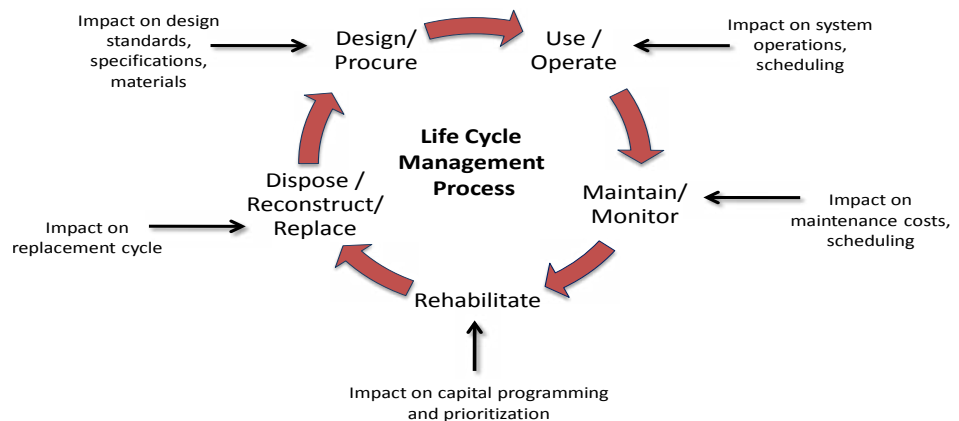 Impact on design
standards,
specifications,
materials
Design/
Procure
Use /
Operate
Impact on system
operations,
scheduling
Life Cycle
Management
Process
Dispose /
Reconstruct/
Replace
Maintain/
Monitor
Impact on
replacement cycle
Impact on
maintenance costs,
scheduling
Rehabilitate
Impact on capital programming
and prioritization